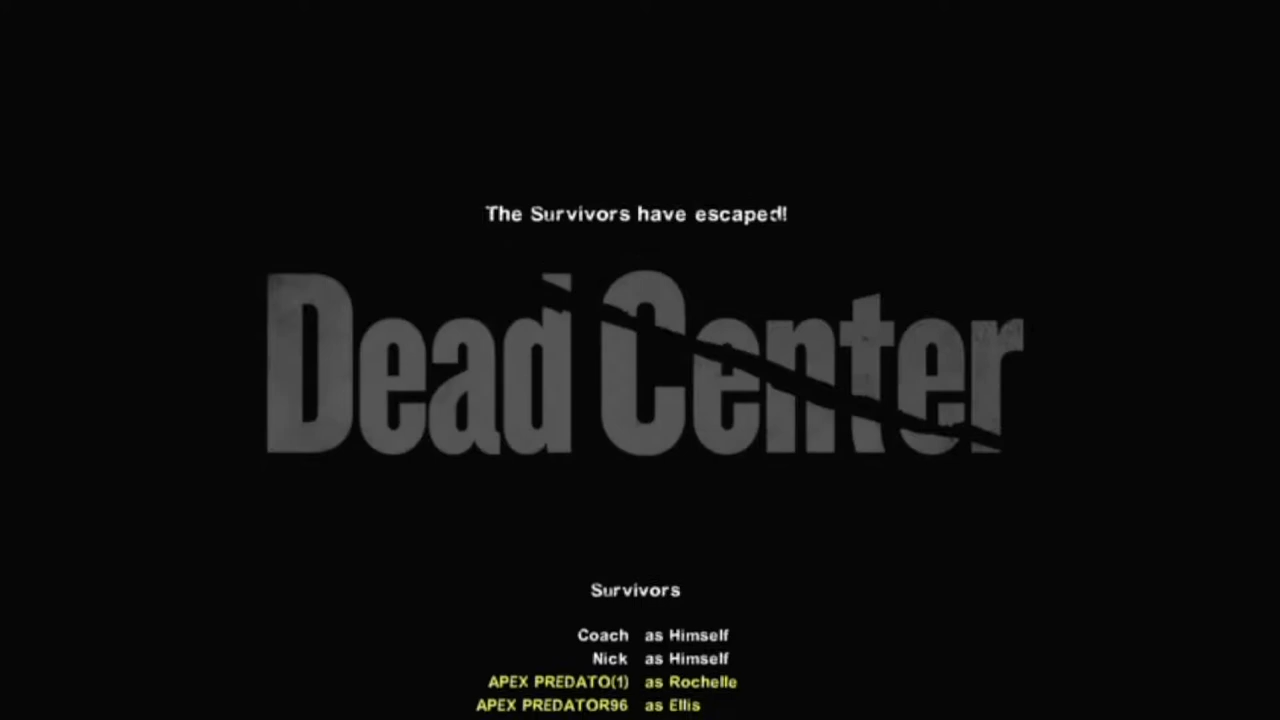 The Survivors have escaped!
Dead Center
Survivors
Coach as Himself
Nick as Himself
APEX PREDATO(1) as Rochelle
APEX PREDATOR96 as Ellis